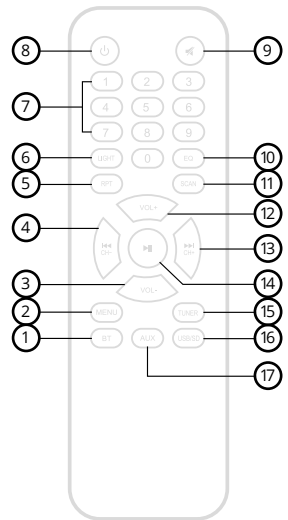 8 9
1 2 3
7
4 5 6
7 8 9
6 LIGHT 0 EQ 10
5 RPT SCAN 11
VOL+ 12
4
CH- CH+ 13
3 VOL- 14
2 MENU TUNER 15
1 BT AUX USB/SD 16
17